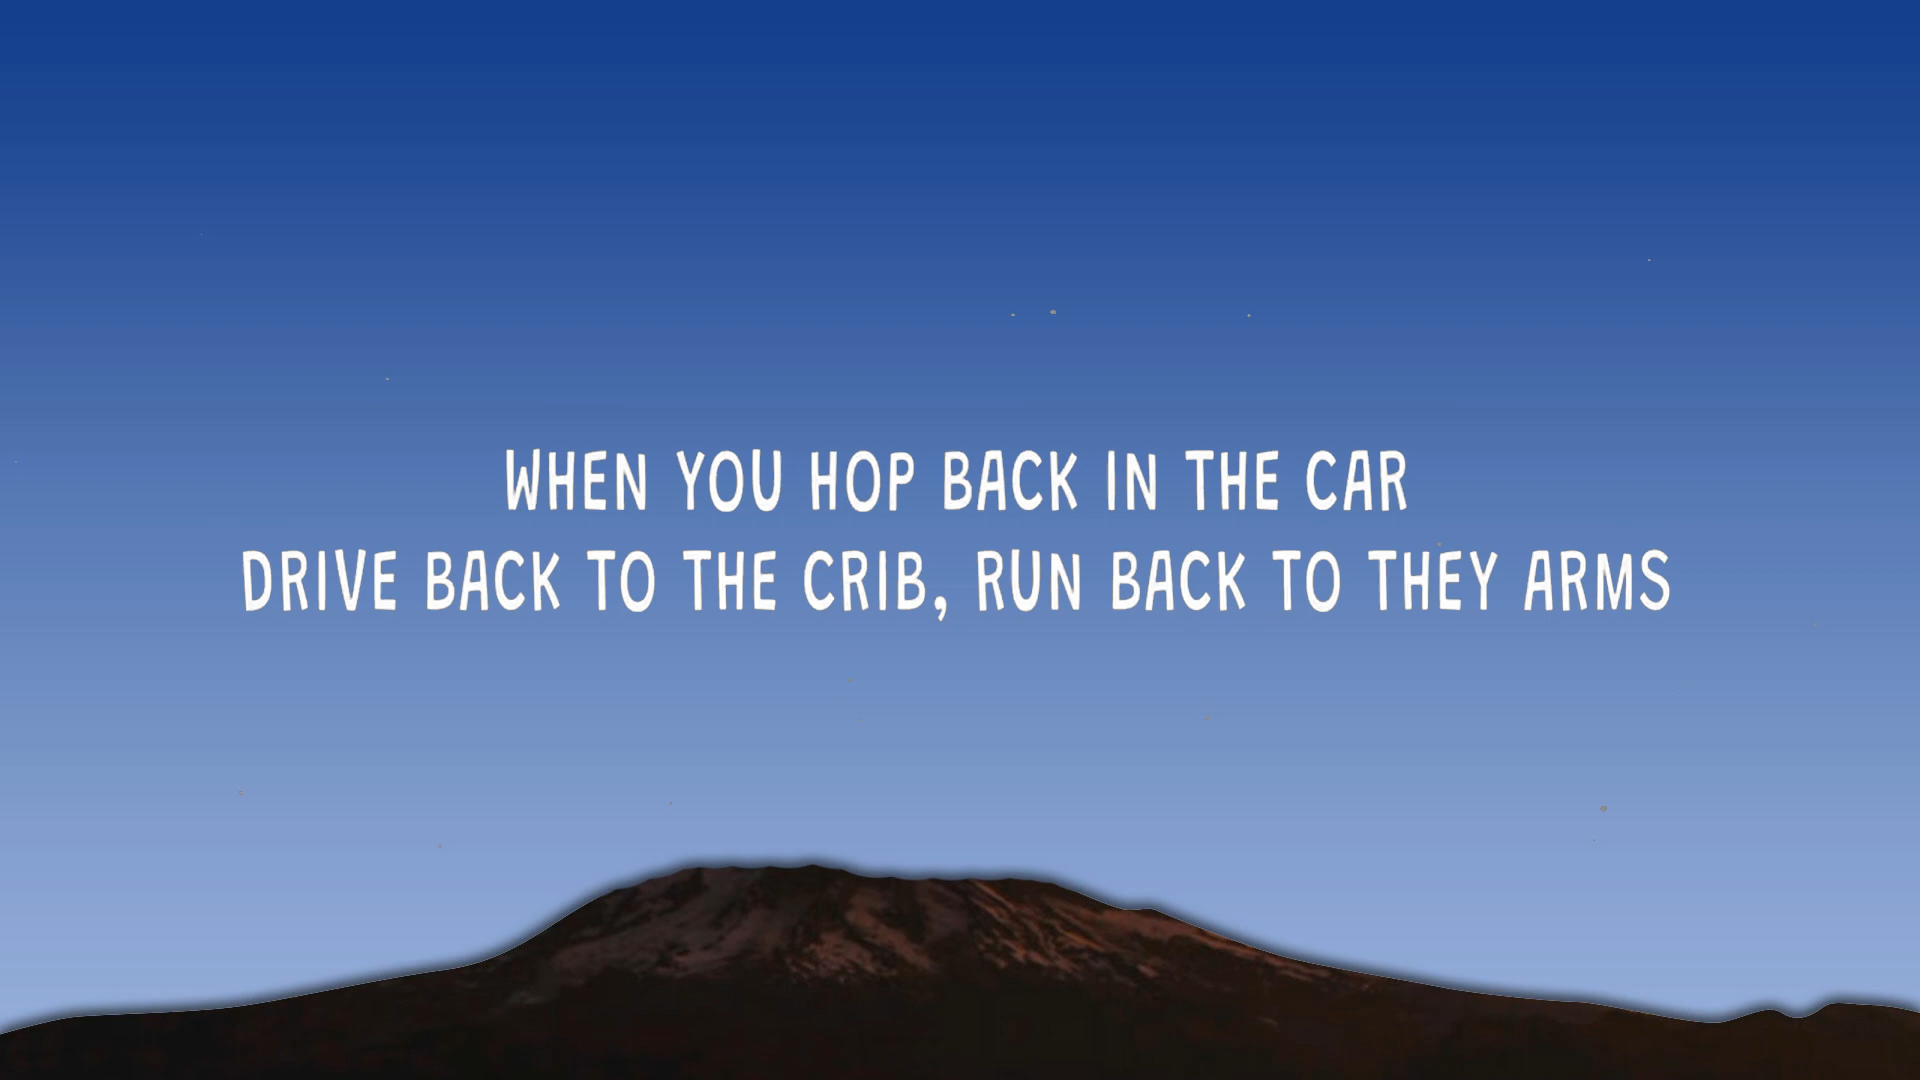 WHEN YOU HOP BACK IN THE CAR
DRIVE BACK TO THE CRIB, RUN BACK TO THEY ARMS